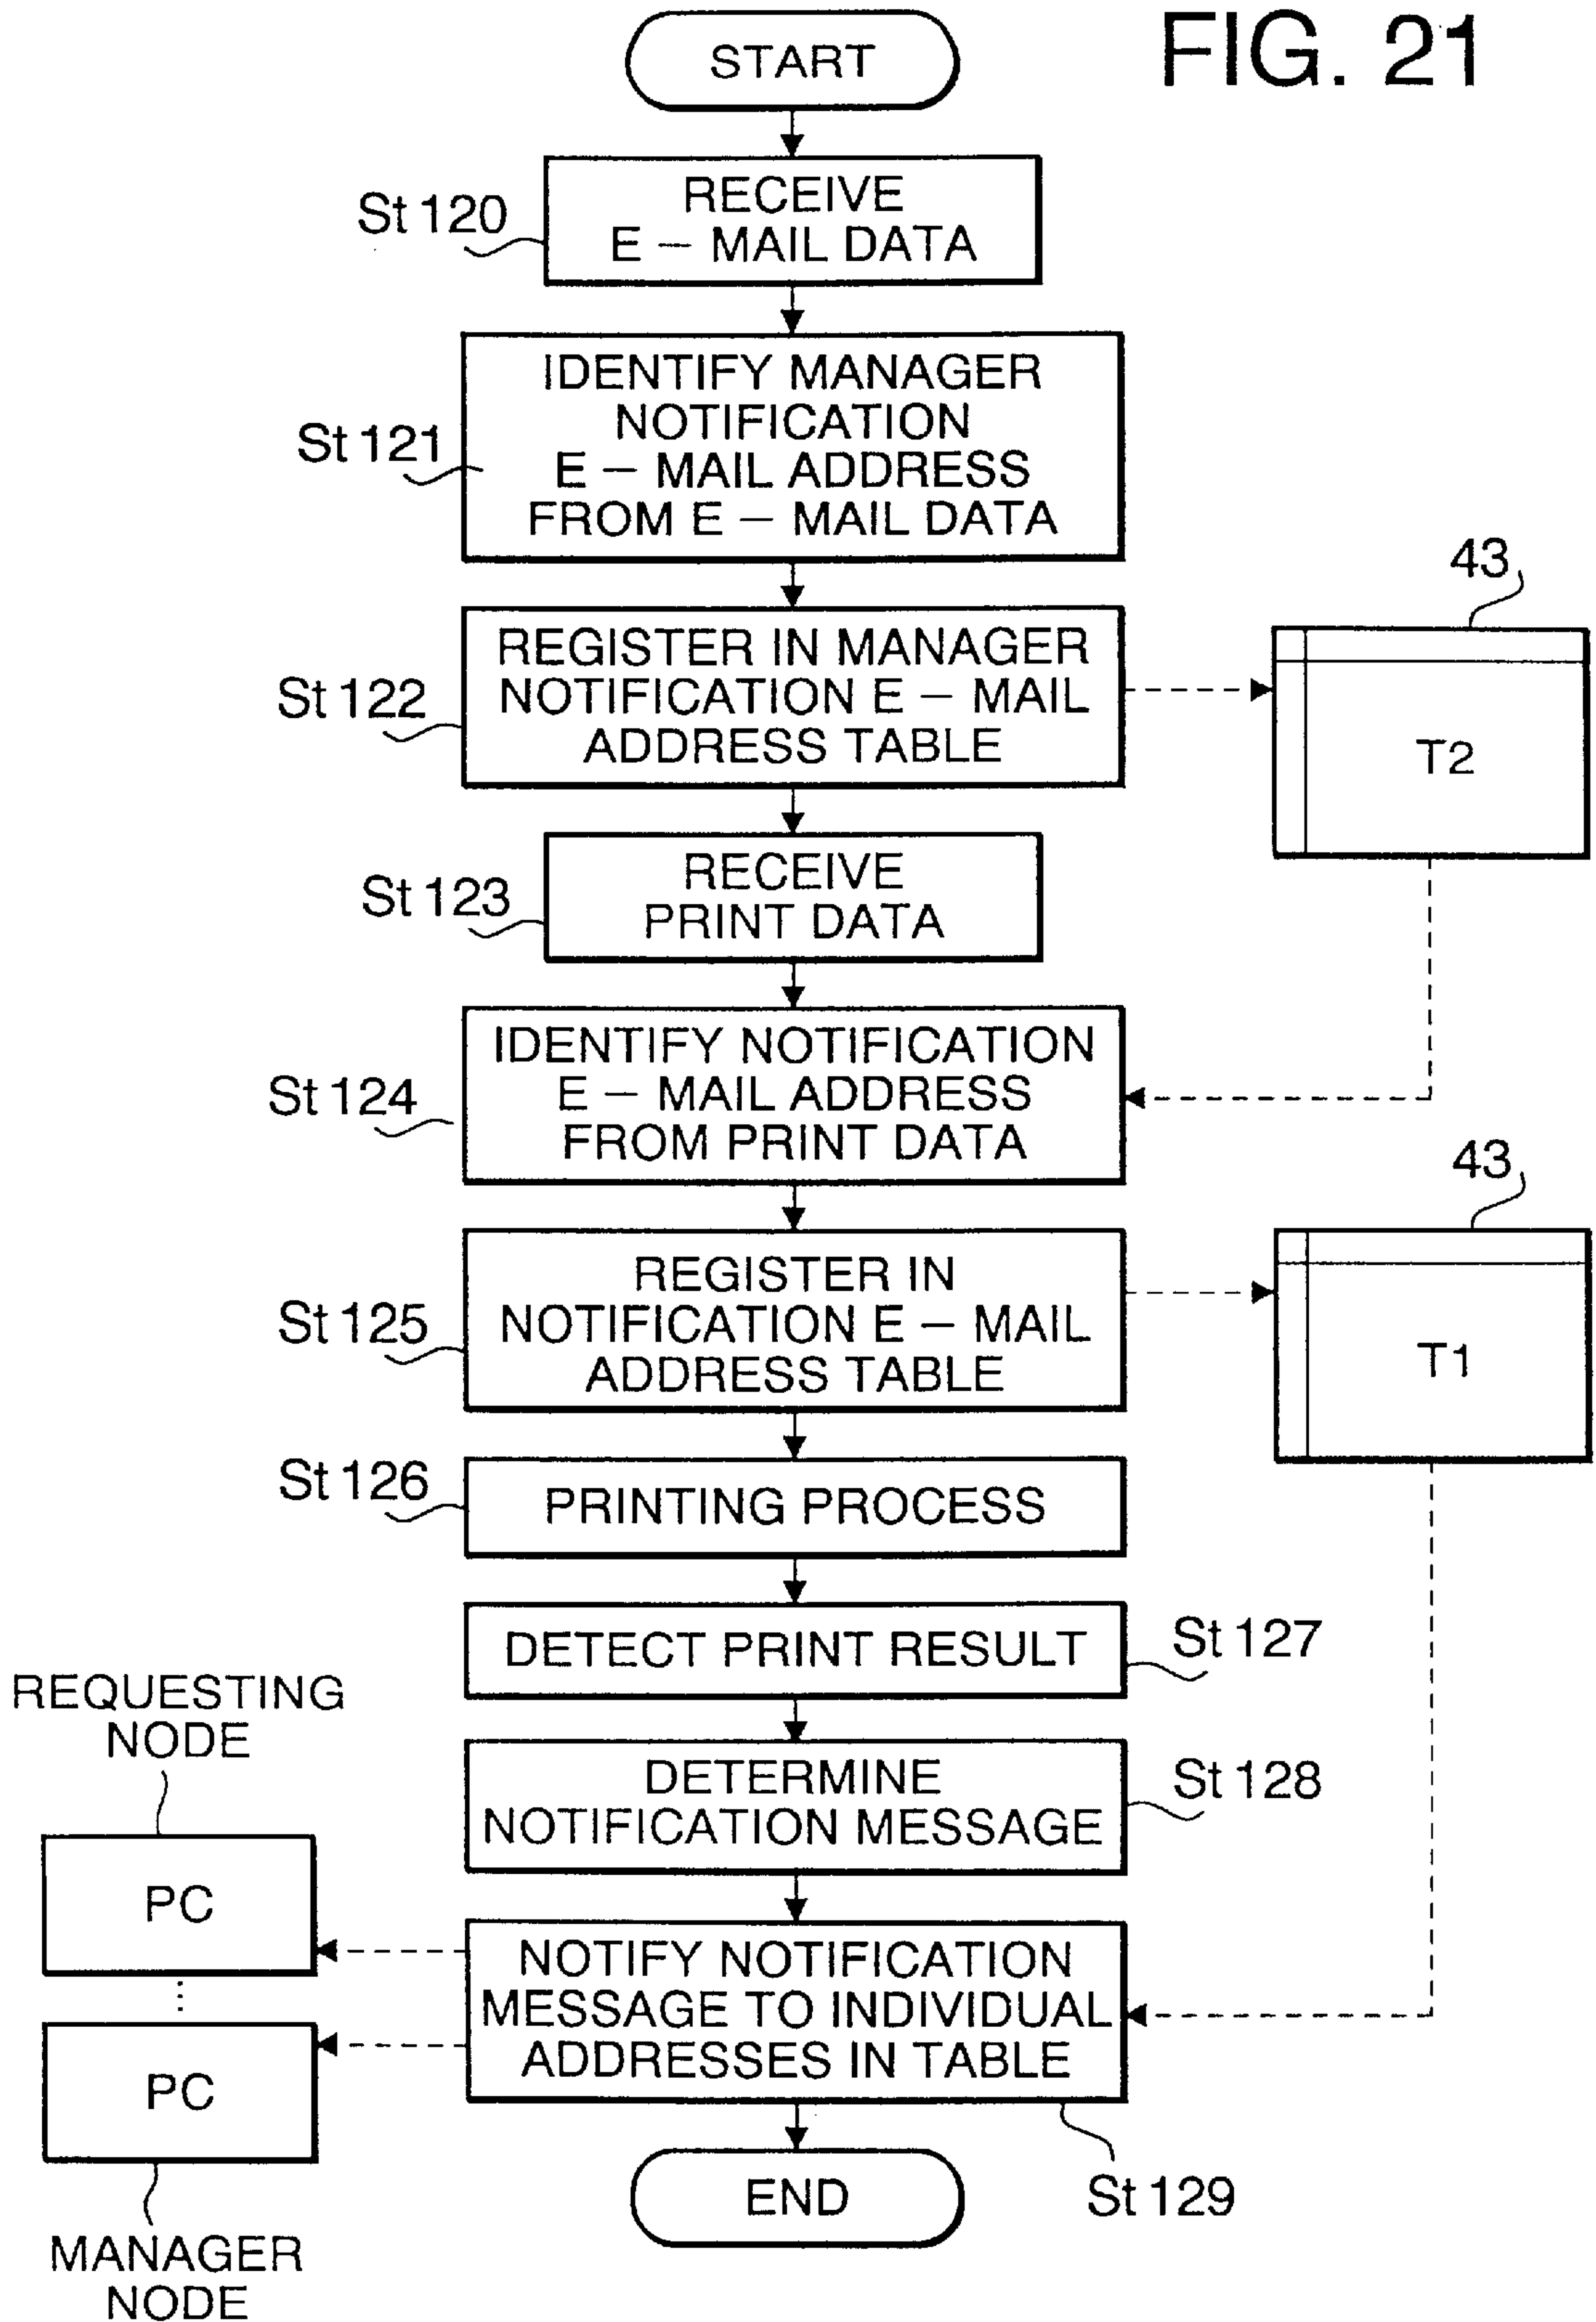 FIG. 21
START
St 120
RECEIVE
E – MAIL DATA
St 121
IDENTIFY MANAGER
NOTIFICATION
E – MAIL ADDRESS
FROM E – MAIL DATA
St 122
REGISTER IN MANAGER
NOTIFICATION E – MAIL
ADDRESS TABLE
43
T2
St 123
RECEIVE
PRINT DATA
St 124
IDENTIFY NOTIFICATION
E – MAIL ADDRESS
FROM PRINT DATA
St 125
REGISTER IN
NOTIFICATION E – MAIL
ADDRESS TABLE
43
T1
St 126
PRINTING PROCESS
DETECT PRINT RESULT
St 127
DETERMINE
NOTIFICATION MESSAGE
St 128
REQUESTING
NODE
PC
NOTIFY NOTIFICATION
MESSAGE TO INDIVIDUAL
ADDRESSES IN TABLE
St 129
⋮
PC
MANAGER
NODE
END